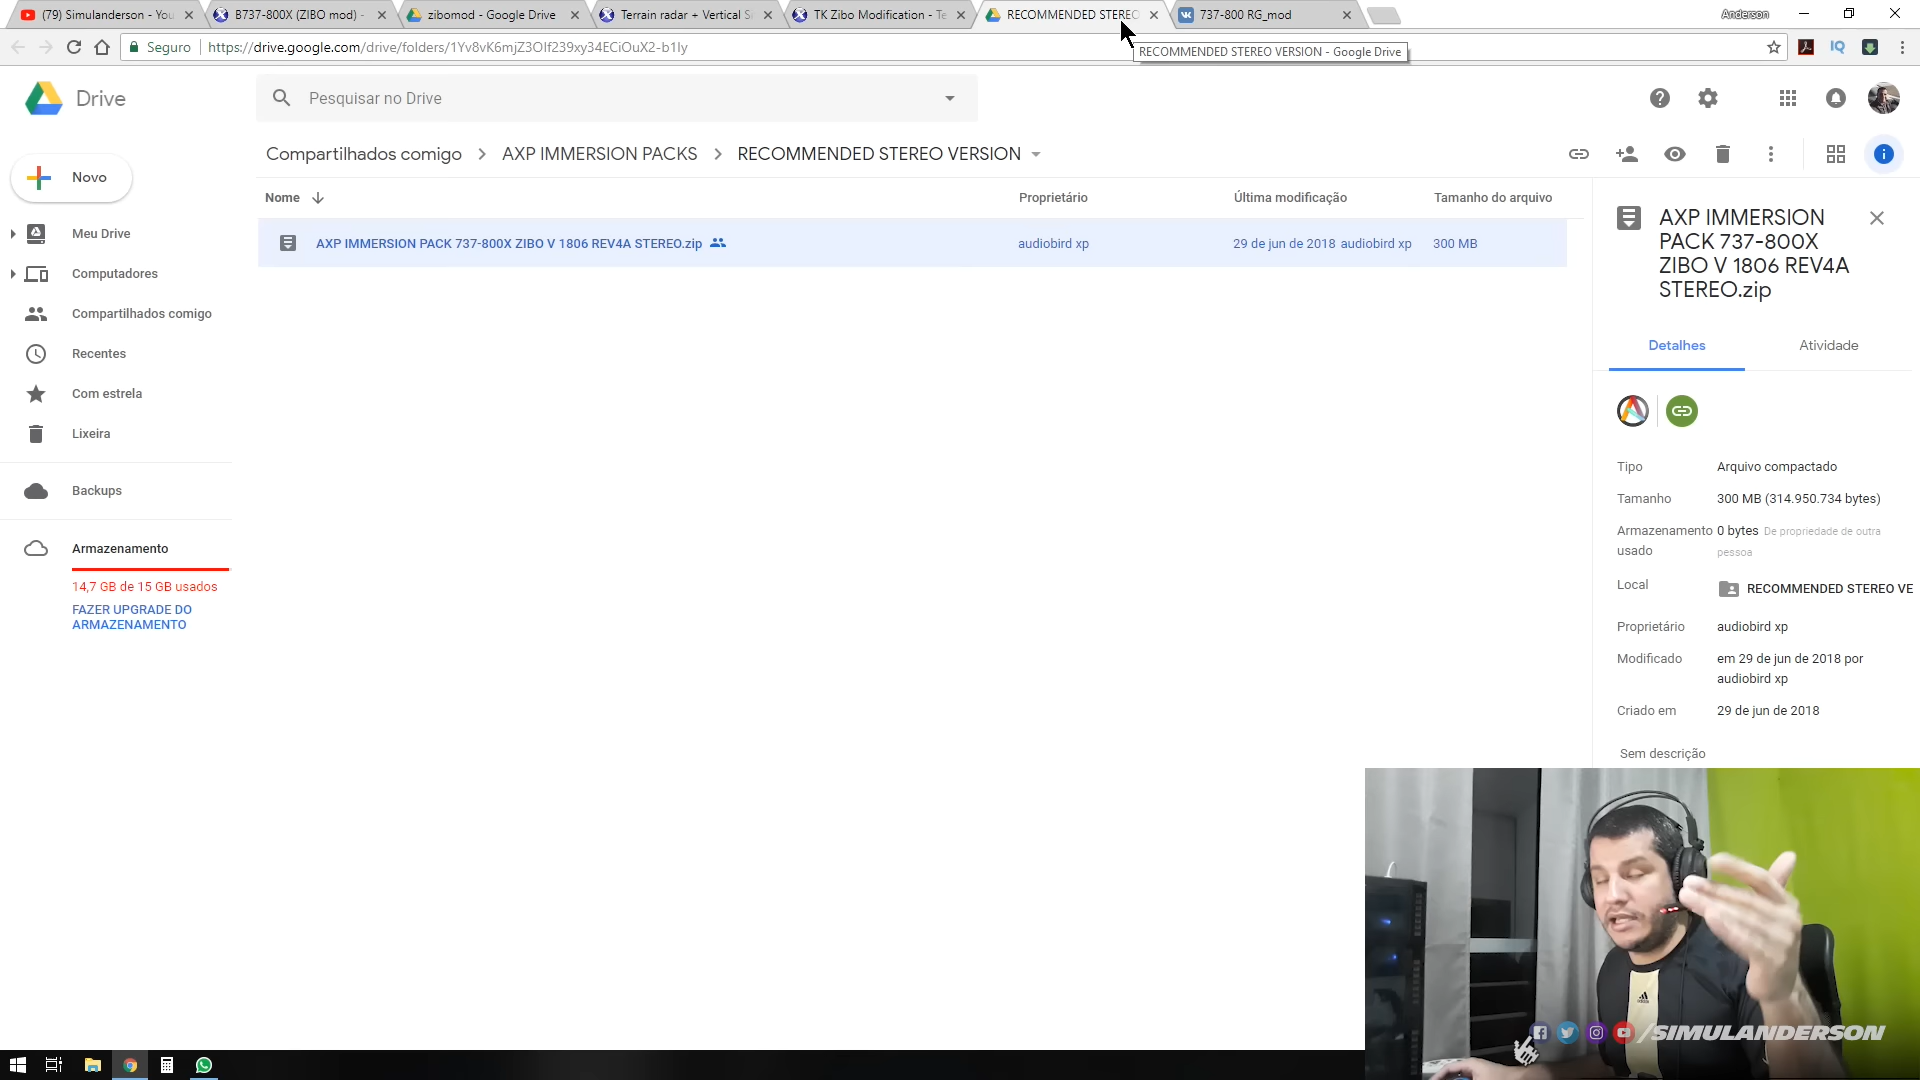 (79) Simulanderson - You
B737-800X (ZIBO mod) -
zibomod - Google Drive
Terrain radar + Vertical Si
TK Zibo Modification - Te
RECOMMENDED STEREO
737-800 RG_mod
Anderson
Seguro
https://drive.google.com/drive/folders/1Yv8vK6mjZ3OIf239xy34ECiOuX2-b1Iy
RECOMMENDED STEREO VERSION - Google Drive
Drive
Pesquisar no Drive
Novo
Compartilhados comigo
AXP IMMERSION PACKS
RECOMMENDED STEREO VERSION
Nome
Proprietário
Última modificação
Tamanho do arquivo
AXP IMMERSION PACK 737-800X ZIBO V 1806 REV4A STEREO.zip
audiobird xp
29 de jun de 2018 audiobird xp
300 MB
Meu Drive
Computadores
Compartilhados comigo
Recentes
Com estrela
Lixeira
Backups
Armazenamento
14,7 GB de 15 GB usados
FAZER UPGRADE DO
ARMAZENAMENTO
AXP IMMERSION
PACK 737-800X
ZIBO V 1806 REV4A
STEREO.zip
Detalhes
Atividade
Tipo
Arquivo compactado
Tamanho
300 MB (314.950.734 bytes)
Armazenamento
usado
0 bytes De propriedade de outra
pessoa
Local
RECOMMENDED STEREO VE
Proprietário
audiobird xp
Modificado
em 29 de jun de 2018 por
audiobird xp
Criado em
29 de jun de 2018
Sem descrição
adidas
/SIMULANDERSON